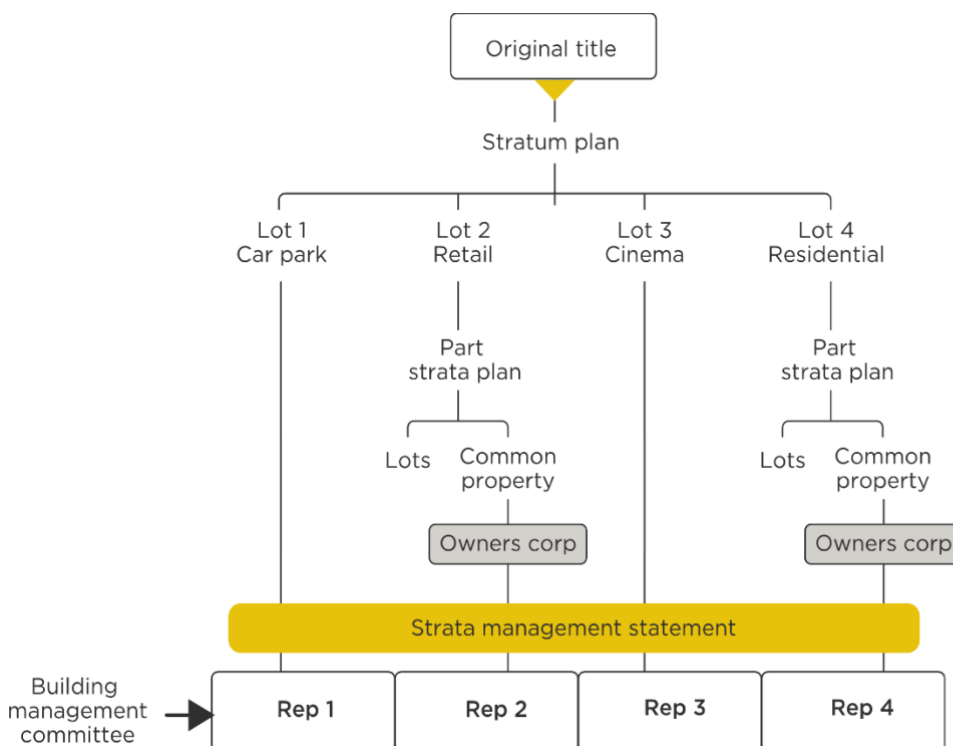 Original title
Stratum plan
Lot 1
Car park
Lot 2
Retail
Lot 3
Cinema
Lot 4
Residential
Part
strata plan
Part
strata plan
Lots
Common
property
Lots
Common
property
Owners corp
Owners corp
Strata management statement
Building
management
committee
Rep 1
Rep 2
Rep 3
Rep 4